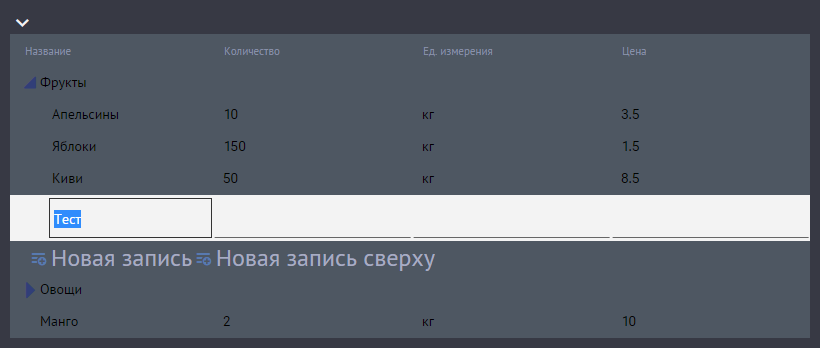 Название Количество Ед. измерения Цена
Фрукты
Апельсины 10 кг 3.5
Яблоки 150 кг 1.5
Киви 50 кг 8.5
Тест
Новая запись Новая запись сверху
Овощи
Манго 2 кг 10